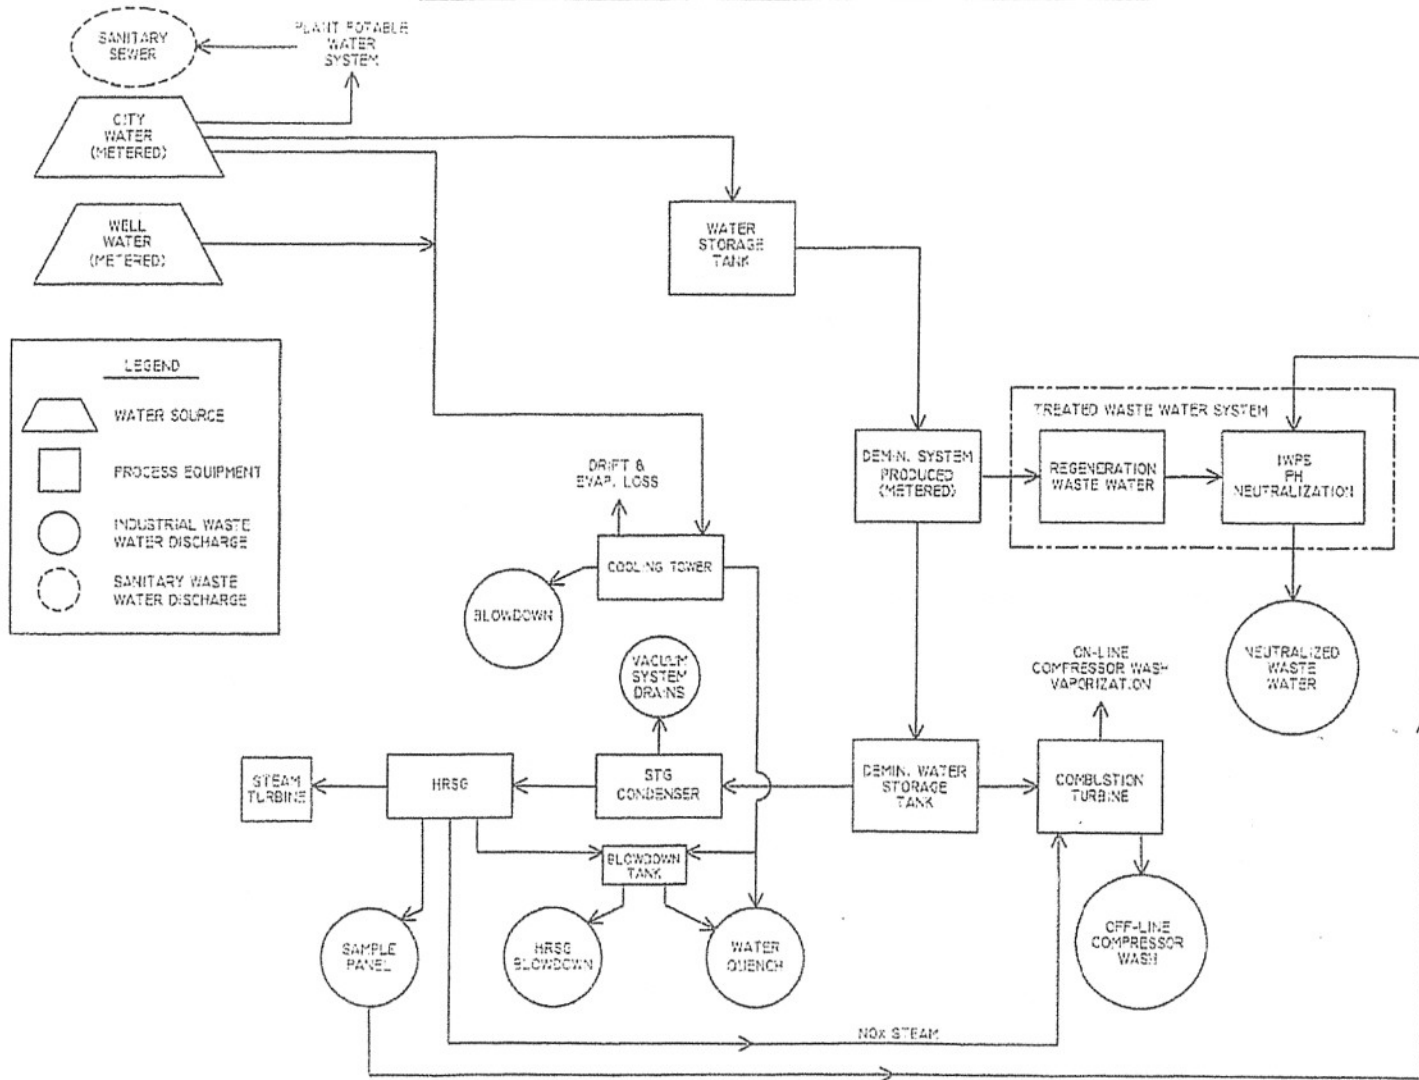 SANITARY
SEWER
PLANT POTABLE
WATER
SYSTEM
CITY
WATER
(METERED)
WELL
WATER
(METERED)
WATER
STORAGE
TANK
LEGEND
WATER SOURCE
PROCESS EQUIPMENT
INDUSTRIAL WASTE
WATER DISCHARGE
SANITARY WASTE
WATER DISCHARGE
TREATED WASTE WATER SYSTEM
DEMIN. SYSTEM
PRODUCED
(METERED)
REGENERATION
WASTE WATER
IWPS
PH
NEUTRALIZATION
DRIFT &
EVAP. LOSS
COOLING TOWER
BLOWDOWN
VACUUM
SYSTEM
DRAINS
ON-LINE
COMPRESSOR WASH
VAPORIZATION
NEUTRALIZED
WASTE
WATER
STEAM
TURBINE
HRSG
STG
CONDENSER
DEMIN. WATER
STORAGE
TANK
COMBUSTION
TURBINE
BLOWDOWN
TANK
SAMPLE
PANEL
HRSG
BLOWDOWN
WATER
QUENCH
OFF-LINE
COMPRESSOR
WASH
NOX STEAM